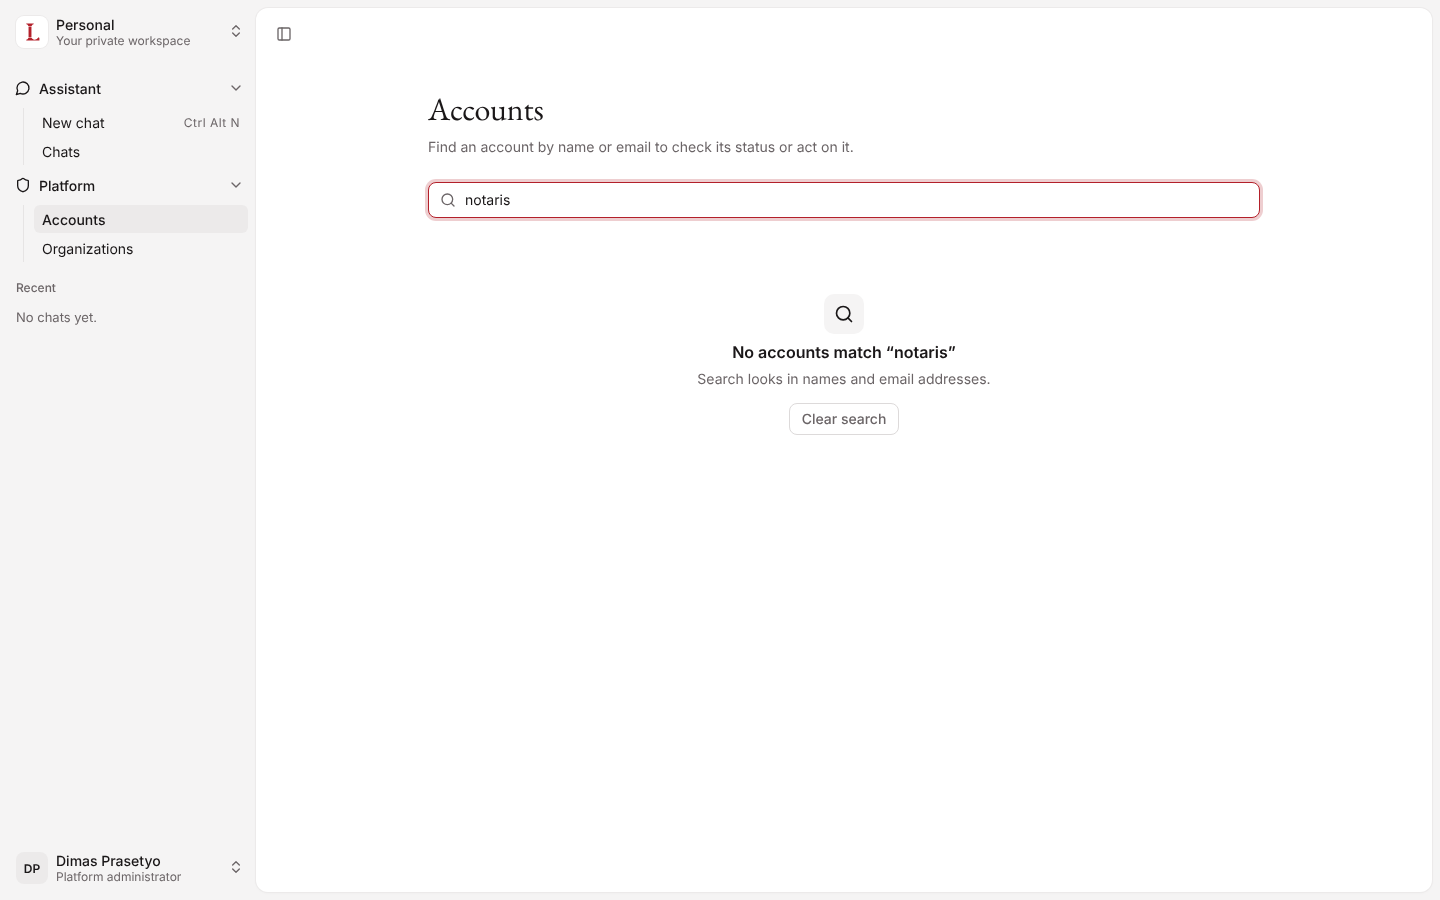 L
Personal
Your private workspace
Assistant
New chat
Ctrl Alt N
Chats
Platform
Accounts
Organizations
Recent
No chats yet.
DP
Dimas Prasetyo
Platform administrator
Accounts
Find an account by name or email to check its status or act on it.
notaris
No accounts match “notaris”
Search looks in names and email addresses.
Clear search